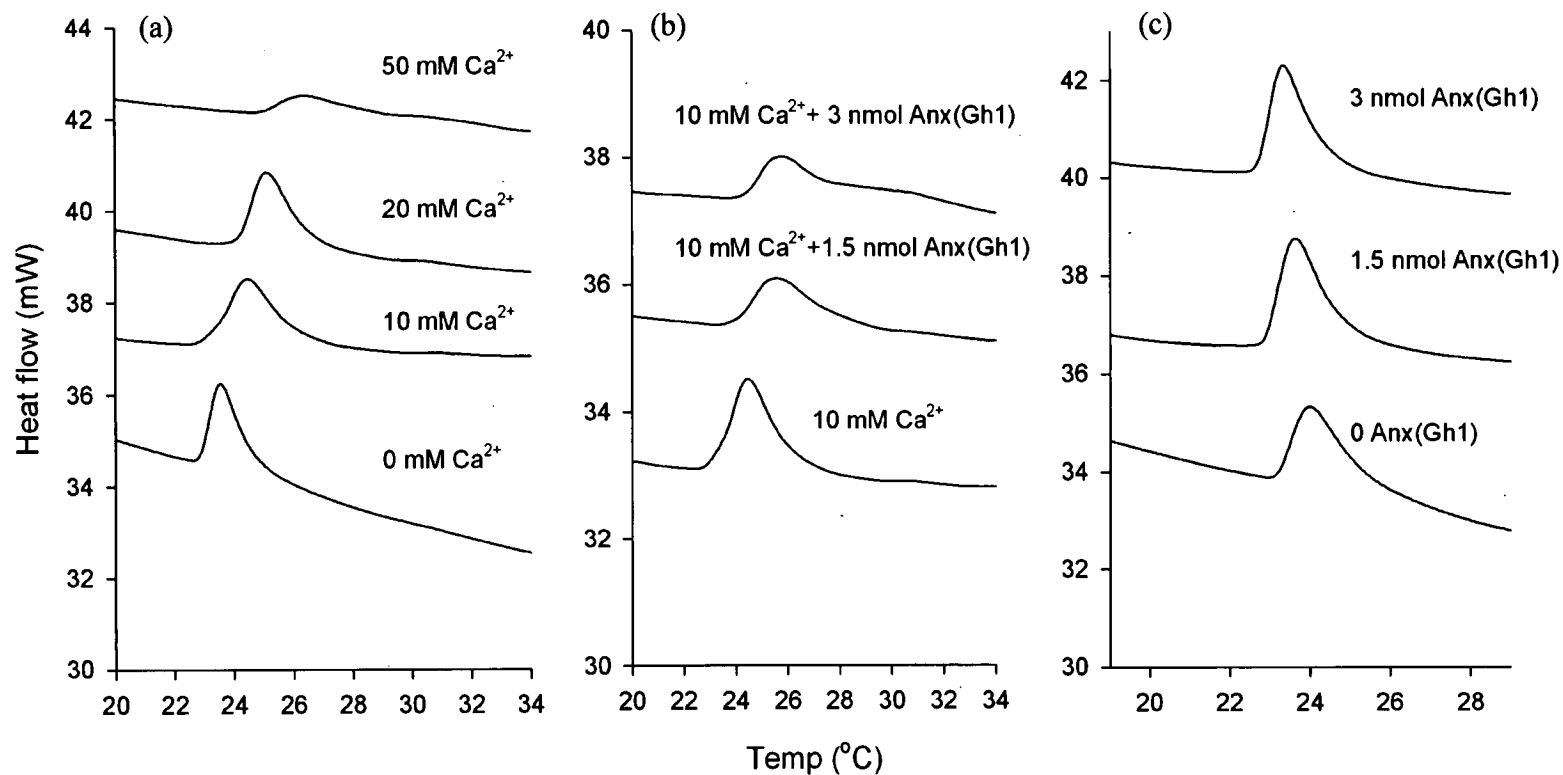 (a)
44
42
40
38
36
34
32
30
50 mM Ca²⁺
20 mM Ca²⁺
10 mM Ca²⁺
0 mM Ca²⁺
20 22 24 26 28 30 32 34
Heat flow (mW)
(b)
40
38
36
34
32
30
10 mM Ca²⁺+ 3 nmol Anx(Gh1)
10 mM Ca²⁺+1.5 nmol Anx(Gh1)
10 mM Ca²⁺
20 22 24 26 28 30 32 34
Temp (°C)
(c)
42
40
38
36
34
32
30
3 nmol Anx(Gh1)
1.5 nmol Anx(Gh1)
0 Anx(Gh1)
20 22 24 26 28